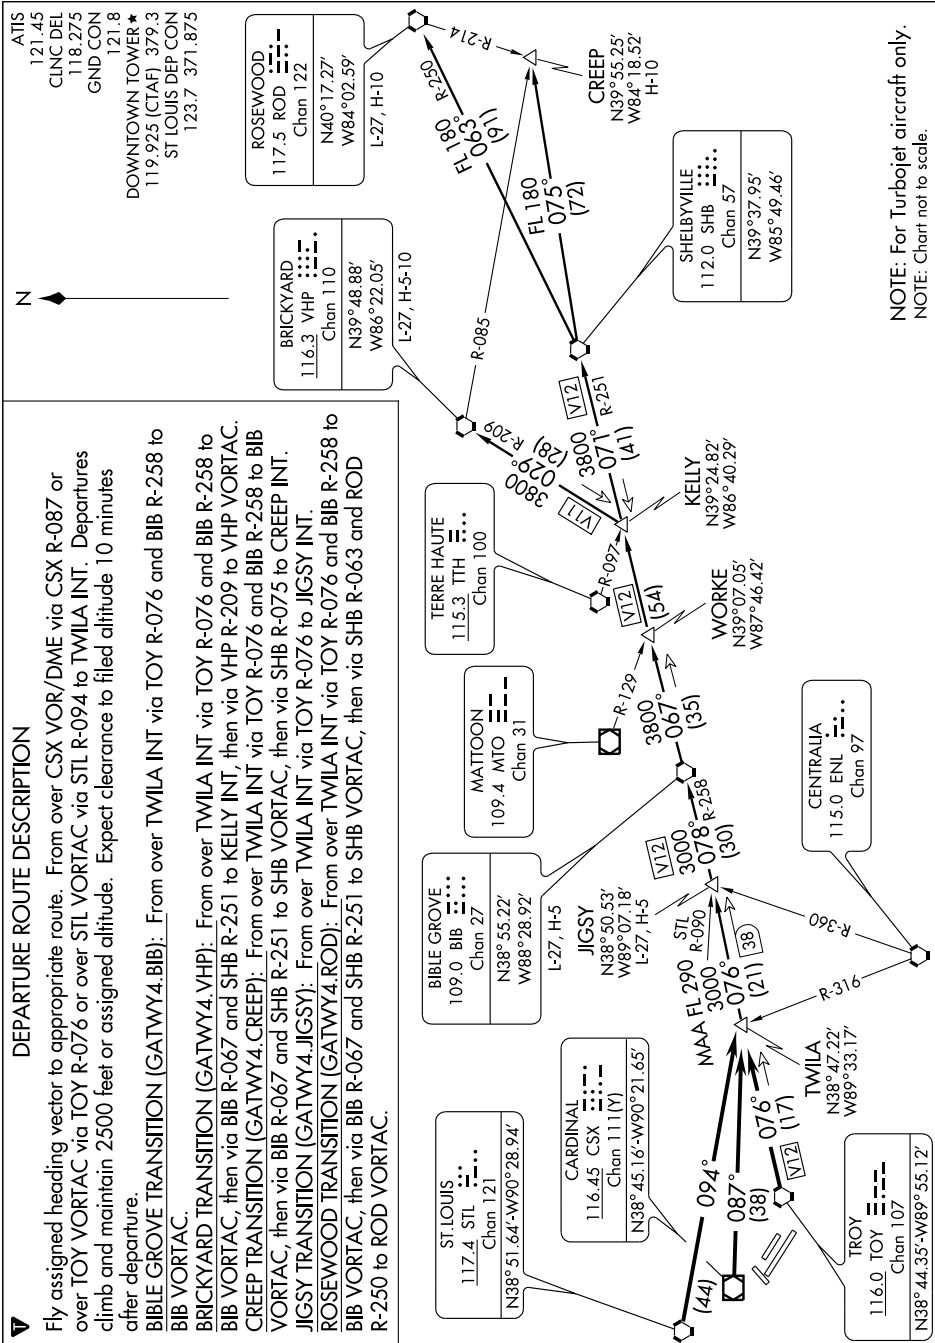 DEPARTURE ROUTE DESCRIPTION
Fly assigned heading vector to appropriate route. From over CSX VOR/DME via CSX R-087 or
over TOY VORTAC via TOY R-076 or over STL VORTAC via STL R-094 to TWILA INT. Departures
climb and maintain 2500 feet or assigned altitude. Expect clearance to filed altitude 10 minutes
after departure.
BIBLE GROVE TRANSITION (GATWY4.BIB): From over TWILA INT via TOY R-076 and BIB R-258 to
BIB VORTAC.
BRICKYARD TRANSITION (GATWY4.VHP): From over TWILA INT via TOY R-076 and BIB R-258 to
BIB VORTAC, then via BIB R-067 and SHB R-251 to KELLY INT, then via VHP R-209 to VHP VORTAC.
CREEP TRANSITION (GATWY4.CREEP): From over TWILA INT via TOY R-076 and BIB R-258 to BIB
VORTAC, then via BIB R-067 and SHB R-251 to SHB VORTAC, then via SHB R-075 to CREEP INT.
JIGSY TRANSITION (GATWY4.JIGSY): From over TWILA INT via TOY R-076 to JIGSY INT.
ROSEWOOD TRANSITION (GATWY4.ROD): From over TWILA INT via TOY R-076 and BIB R-258 to
BIB VORTAC, then via BIB R-067 and SHB R-251 to SHB VORTAC, then via SHB R-063 and ROD
R-250 to ROD VORTAC.
ATIS
121.45
CLNC DEL
118.275
GND CON
121.8
DOWNTOWN TOWER★
119.925 (CTAF) 379.3
ST LOUIS DEP CON
123.7 371.875
N
ROSEWOOD
117.5 ROD
Chan 122
N40°17.27'
W84°02.59'
L-27, H-10
R-214
R-250
FL 180
063°
(91)
CREEP
N39°55.25'
W84°18.52'
H-10
FL 180
075°
(72)
R-085
BRICKYARD
116.3 VHP
Chan 110
N39°48.88'
W86°22.05'
L-27, H-5-10
SHELBYVILLE
112.0 SHB
Chan 57
N39°37.95'
W85°49.46'
R-209
3800
029°
(28)
V11
V12
R-251
3800
071°
(41)
KELLY
N39°24.82'
W86°40.29'
TERRE HAUTE
115.3 TTH
Chan 100
R-097
V12
(54)
WORKE
N39°07.05'
W87°46.42'
MATTOON
109.4 MTO
Chan 31
R-129
3800
067°
(35)
BIBLE GROVE
109.0 BIB
Chan 27
N38°55.22'
W88°28.92'
L-27, H-5
V12
R-258
3000
078°
(30)
JIGSY
N38°50.53'
W89°07.18'
L-27, H-5
CENTRALIA
115.0 ENL
Chan 97
R-360
R-316
STL
R-090
38
MAA FL 290
3000
076°
(21)
TWILA
N38°47.22'
W89°33.17'
ST.LOUIS
117.4 STL
Chan 121
N38°51.64'-W90°28.94'
CARDINAL
116.45 CSX
Chan 111(Y)
N38°45.16'-W90°21.65'
094°
(44)
087°
(38)
076°
(17)
V12
TROY
116.0 TOY
Chan 107
N38°44.35'-W89°55.12'
NOTE: For Turbojet aircraft only.
NOTE: Chart not to scale.